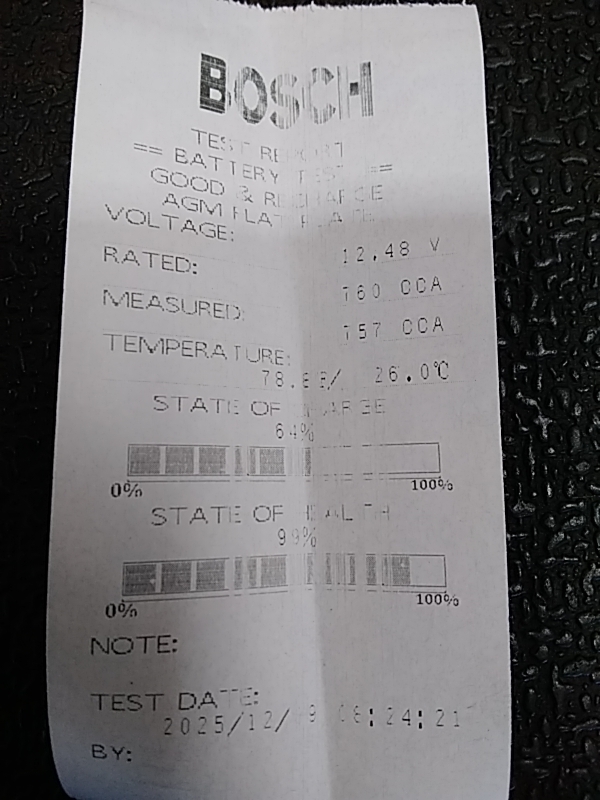 BOSCH
TEST REPORT
== BATTERY TEST ==
GOOD & RECHARGE
AGM FLAT PLATE
VOLTAGE:
12.48 V
RATED:
760 CCA
MEASURED:
757 CCA
TEMPERATURE:
26.0℃
STATE OF CHARGE
64%
0% 100%
STATE OF HEALTH
99%
0% 100%
NOTE:
TEST DATE:
2025/12/ :24:21
BY: